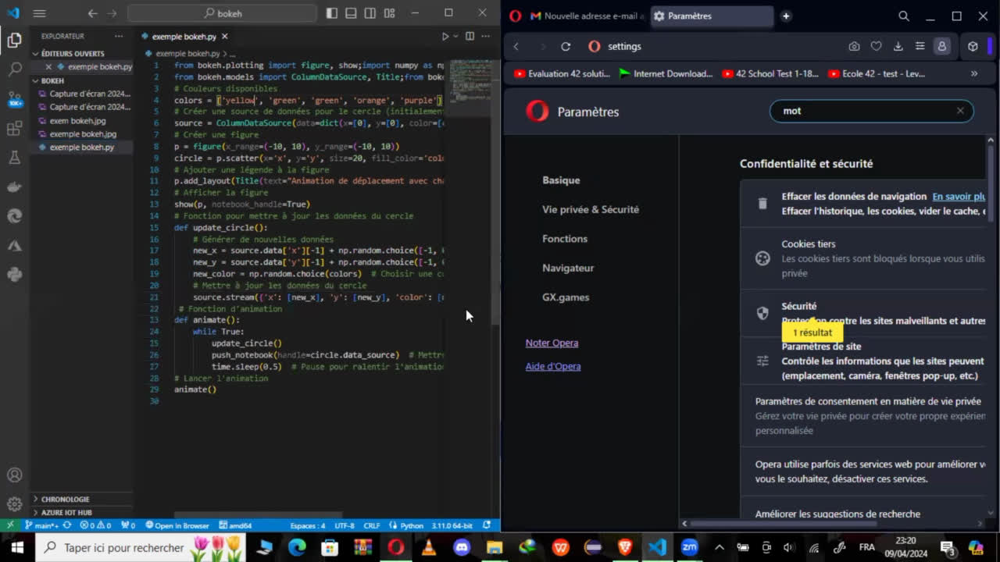 bokeh
EXPLORATEUR
ÉDITEURS OUVERTS
exemple bokeh.py
BOKEH
Capture d'écran 2024...
Capture d'écran 2024...
exem bokeh.jpg
exemple bokeh.jpg
exemple bokeh.py
CHRONOLOGIE
AZURE IOT HUB
10K+
exemple bokeh.py
exemple bokeh.py > ...
1 from bokeh.plotting import figure, show;import numpy as np
2 from bokeh.models import ColumnDataSource, Title;from boke
3 # Couleurs disponibles
4 colors = ['yellow', 'green', 'green', 'orange', 'purple']
5 # Créer une source de données pour le cercle (initialement
6 source = ColumnDataSource(data=dict(x=[0], y=[0], color=[
7 # Créer une figure
8 p = figure(x_range=(-10, 10), y_range=(-10, 10))
9 circle = p.scatter(x='x', y='y', size=20, fill_color='colo
10 # Ajouter une légende à la figure
11 p.add_layout(Title(text="Animation de déplacement avec cha
12 # Afficher la figure
13 show(p, notebook_handle=True)
14 # Fonction pour mettre à jour les données du cercle
15 def update_circle():
16 # Générer de nouvelles données
17 new_x = source.data['x'][-1] + np.random.choice([-1,
18 new_y = source.data['y'][-1] + np.random.choice([-1,
19 new_color = np.random.choice(colors) # Choisir une co
20 # Mettre à jour les données du cercle
21 source.stream({'x': [new_x], 'y': [new_y], 'color': [n
22 # Fonction d'animation
23 def animate():
24 while True:
25 update_circle()
26 push_notebook(handle=circle.data_source) # Mettr
27 time.sleep(0.5) # Pause pour ralentir l'animation
28 # Lancer l'animation
29 animate()
30
main*+ 0 0 0 Open in Browser amd64 Espaces : 4 UTF-8 CRLF Python 3.11.0 64-bit
Nouvelle adresse e-mail a
Paramètres
settings
Evaluation 42 soluti... Internet Download... 42 School Test 1-18... Ecole 42 - test - Lev... »
Paramètres
mot
Basique
Vie privée & Sécurité
Fonctions
Navigateur
GX.games
Noter Opera
Aide d'Opera
Confidentialité et sécurité
Effacer les données de navigation En savoir plu
Effacer l'historique, les cookies, vider le cache, e
Cookies tiers
Les cookies tiers sont bloqués lorsque vous utilis
privée
Sécurité
Protection contre les sites malveillants et autres
1 résultat
Paramètres de site
Contrôle les informations que les sites peuvent
(emplacement, caméra, fenêtres pop-up, etc.)
Paramètres de consentement en matière de vie privée
Gérez votre vie privée pour créer votre propre expérien
personnalisée
Opera utilise parfois des services web pour améliorer v
vous le souhaitez, désactiver ces services.
Améliorer les suggestions de recherche
Taper ici pour rechercher
zm
FRA
23:20
09/04/2024
3